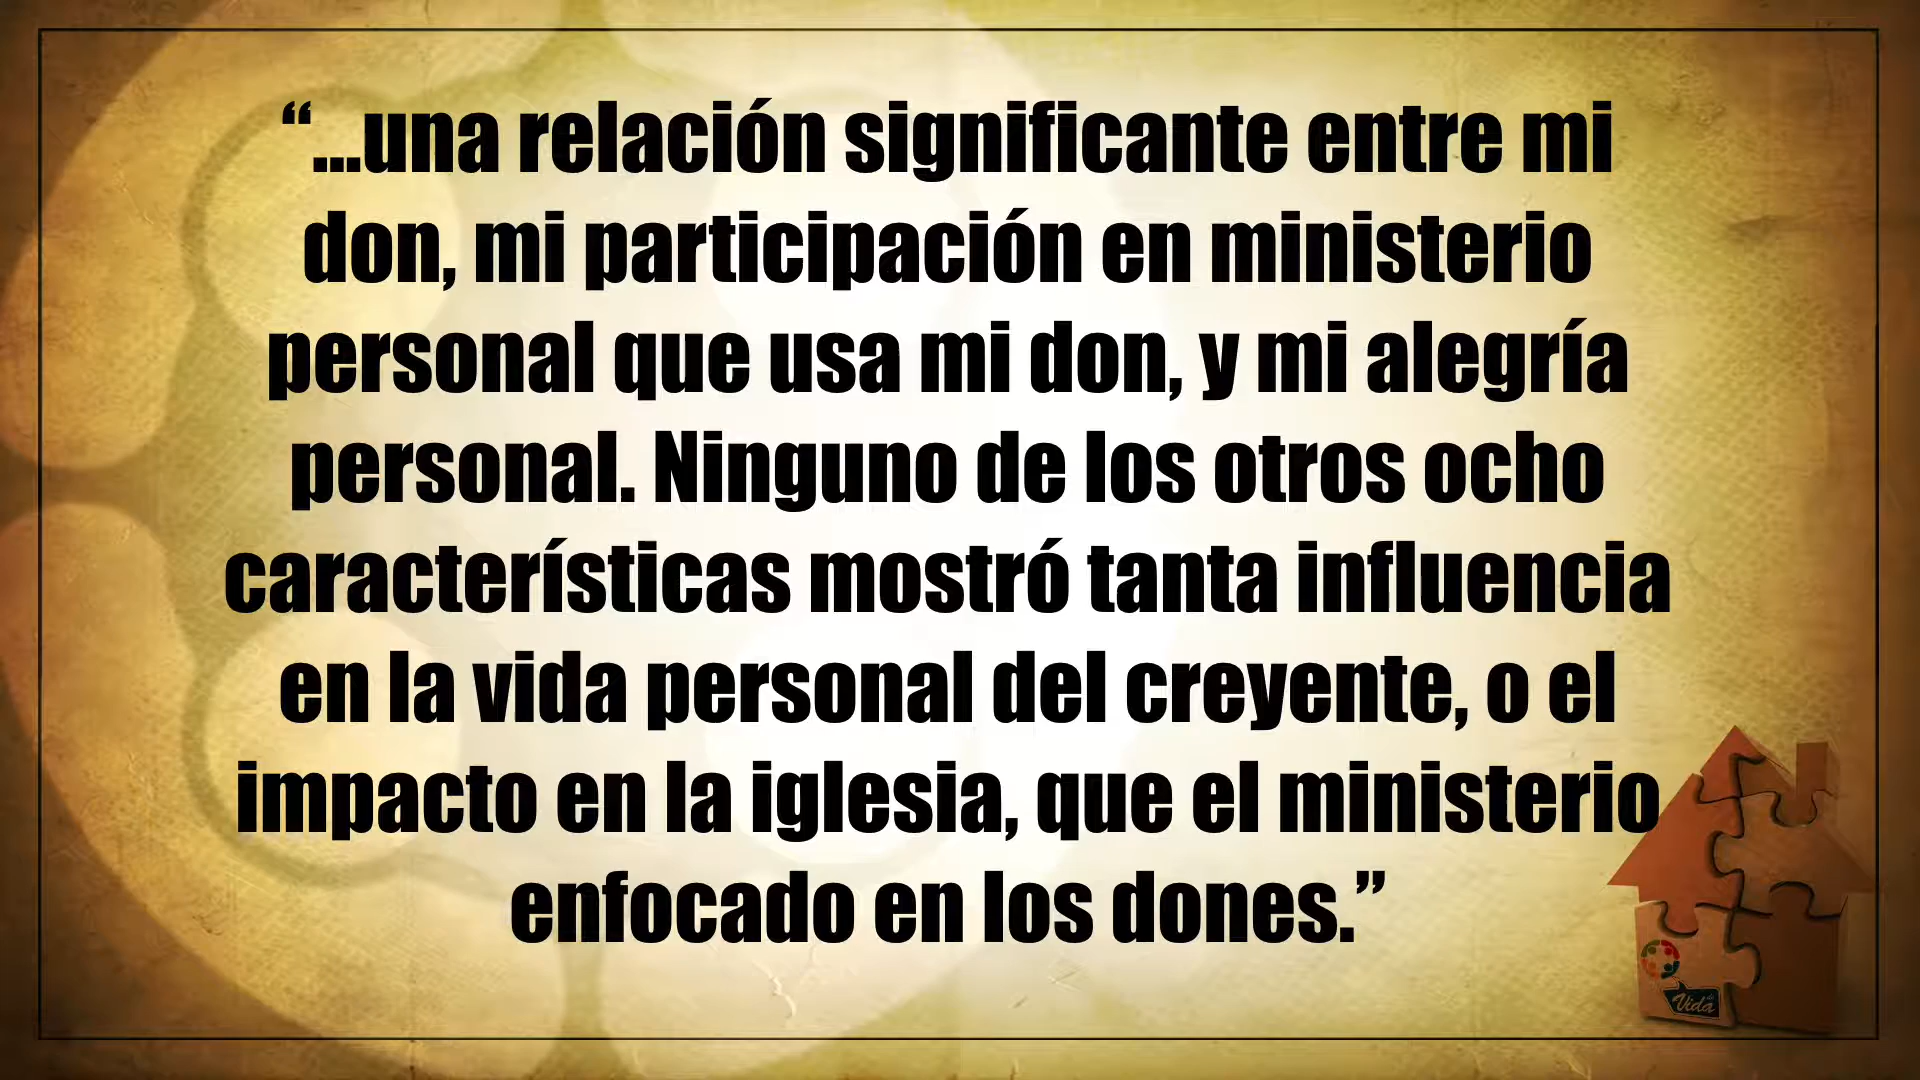 “...una relación significante entre mi
don, mi participación en ministerio
personal que usa mi don, y mi alegría
personal. Ninguno de los otros ocho
características mostró tanta influencia
en la vida personal del creyente, o el
impacto en la iglesia, que el ministerio
enfocado en los dones.”
Vida